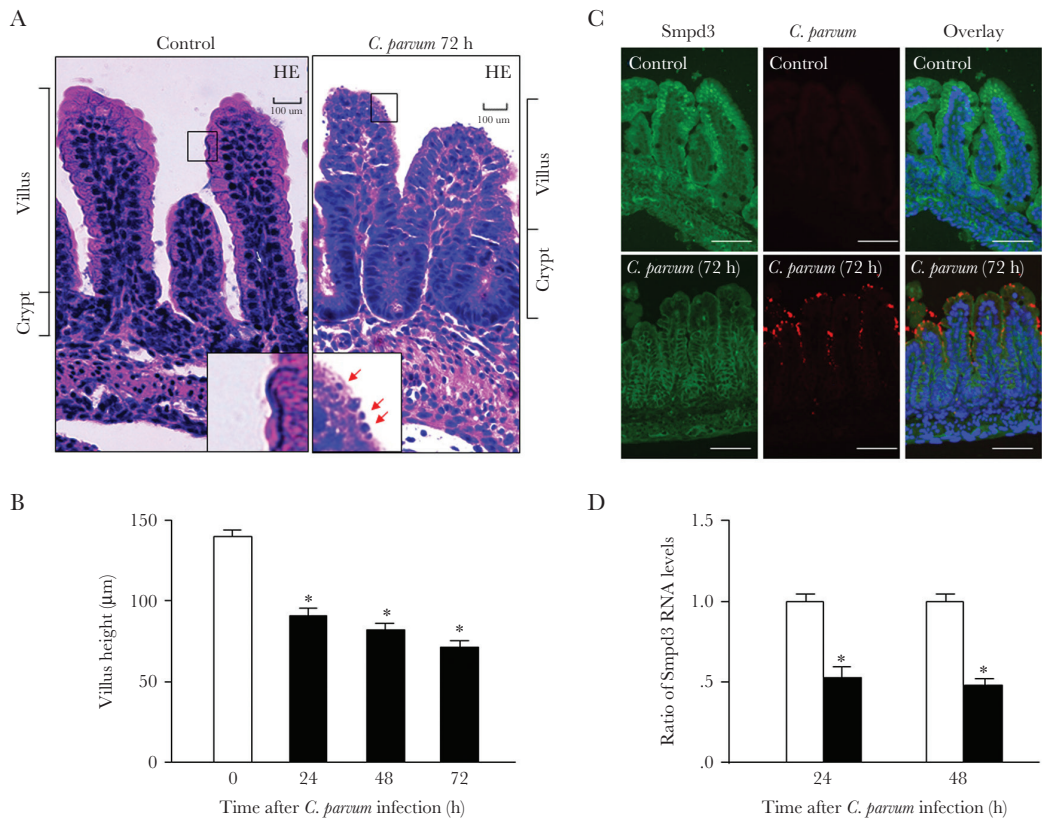 A
Control
C. parvum 72 h
HE
100 um
HE
100 um
Villus
Crypt
Villus
Crypt
C
Smpd3
C. parvum
Overlay
Control
Control
Control
C. parvum (72 h)
C. parvum (72 h)
C. parvum (72 h)
B
Villus height (μm)
150
100
50
0
*
*
*
0
24
48
72
Time after C. parvum infection (h)
D
Ratio of Smpd3 RNA levels
1.5
1.0
.5
.0
*
*
24
48
Time after C. parvum infection (h)